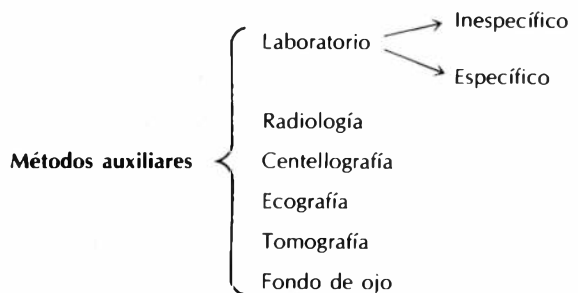 Inespecífico
Laboratorio
Específico
Radiología
Métodos auxiliares
Centellografía
Ecografía
Tomografía
Fondo de ojo